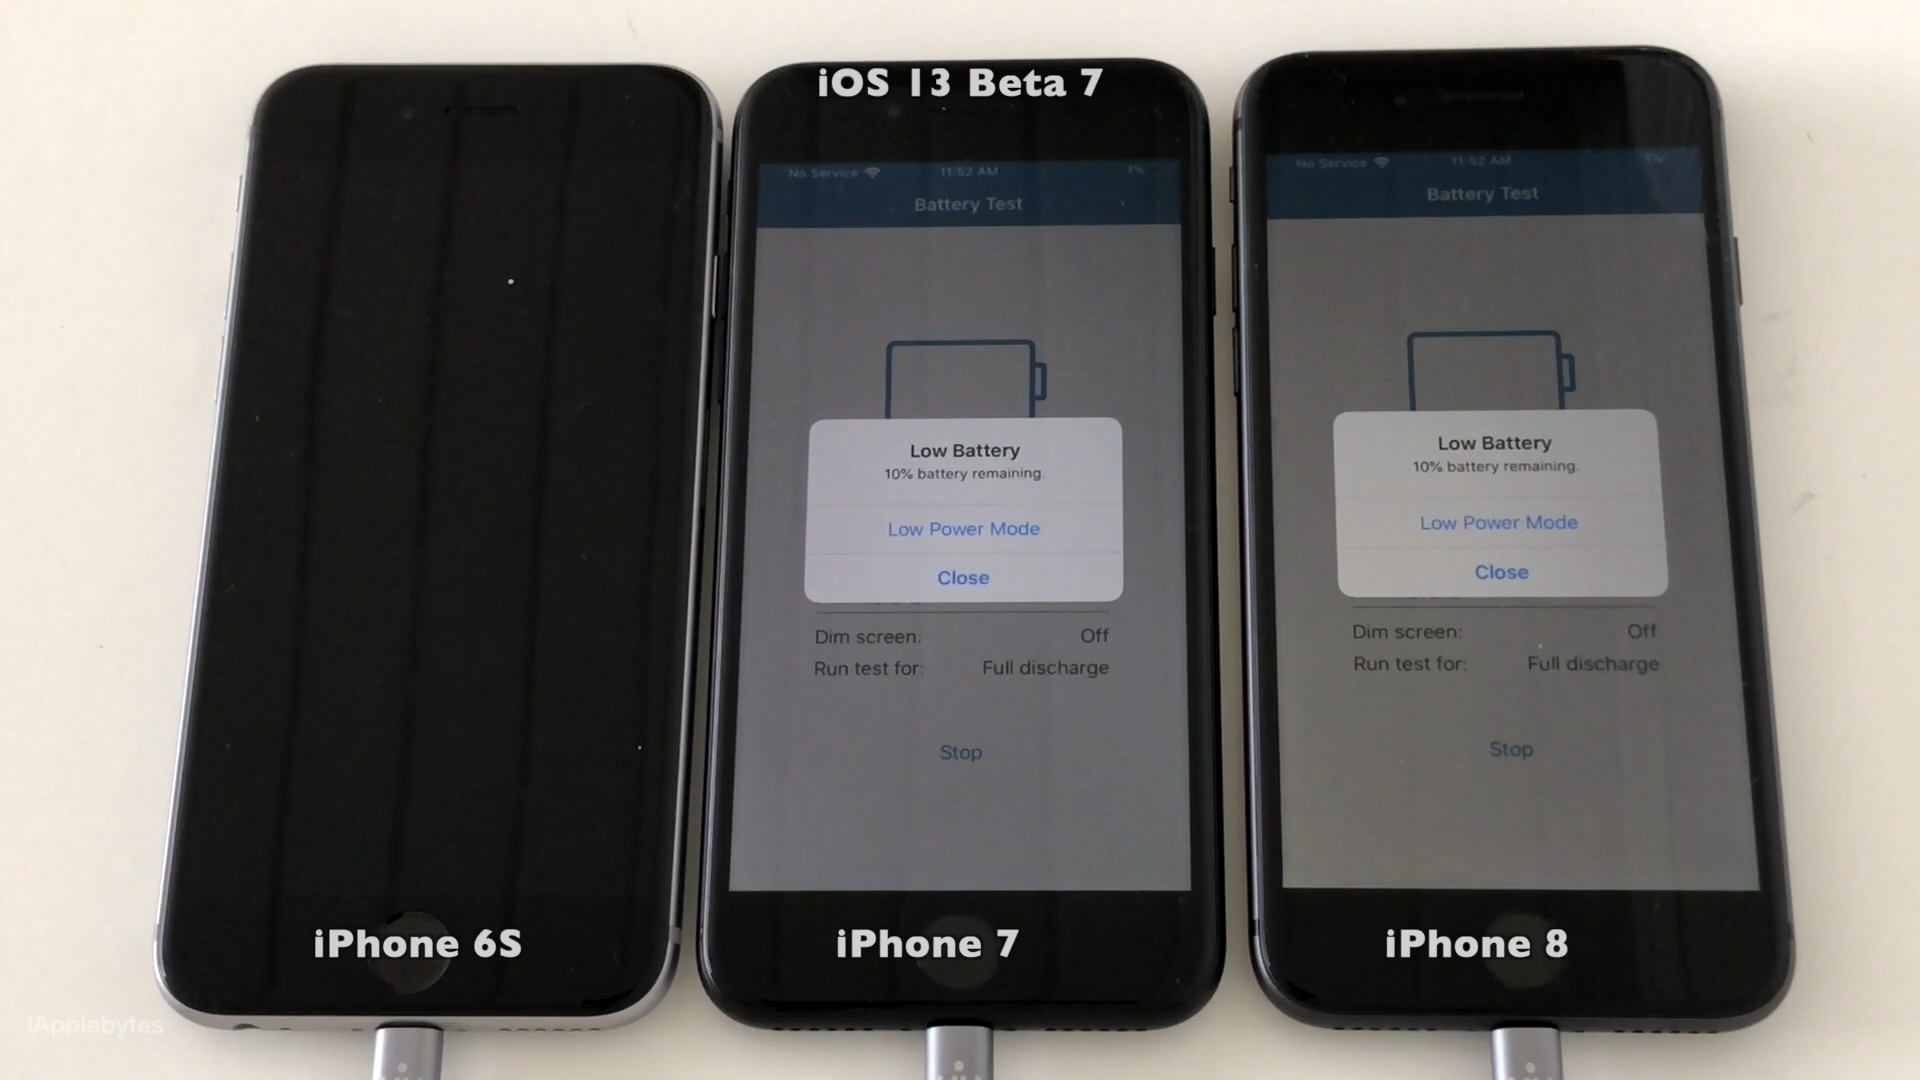 iOS 13 Beta 7
No Service 11:52 AM 1%
Battery Test
Low Battery
10% battery remaining.
Low Power Mode
Close
Dim screen: Off
Run test for: Full discharge
Stop
No Service 11:52 AM
Battery Test
Low Battery
10% battery remaining.
Low Power Mode
Close
Dim screen: Off
Run test for: Full discharge
Stop
iPhone 6S
iPhone 7
iPhone 8
iApplebytes